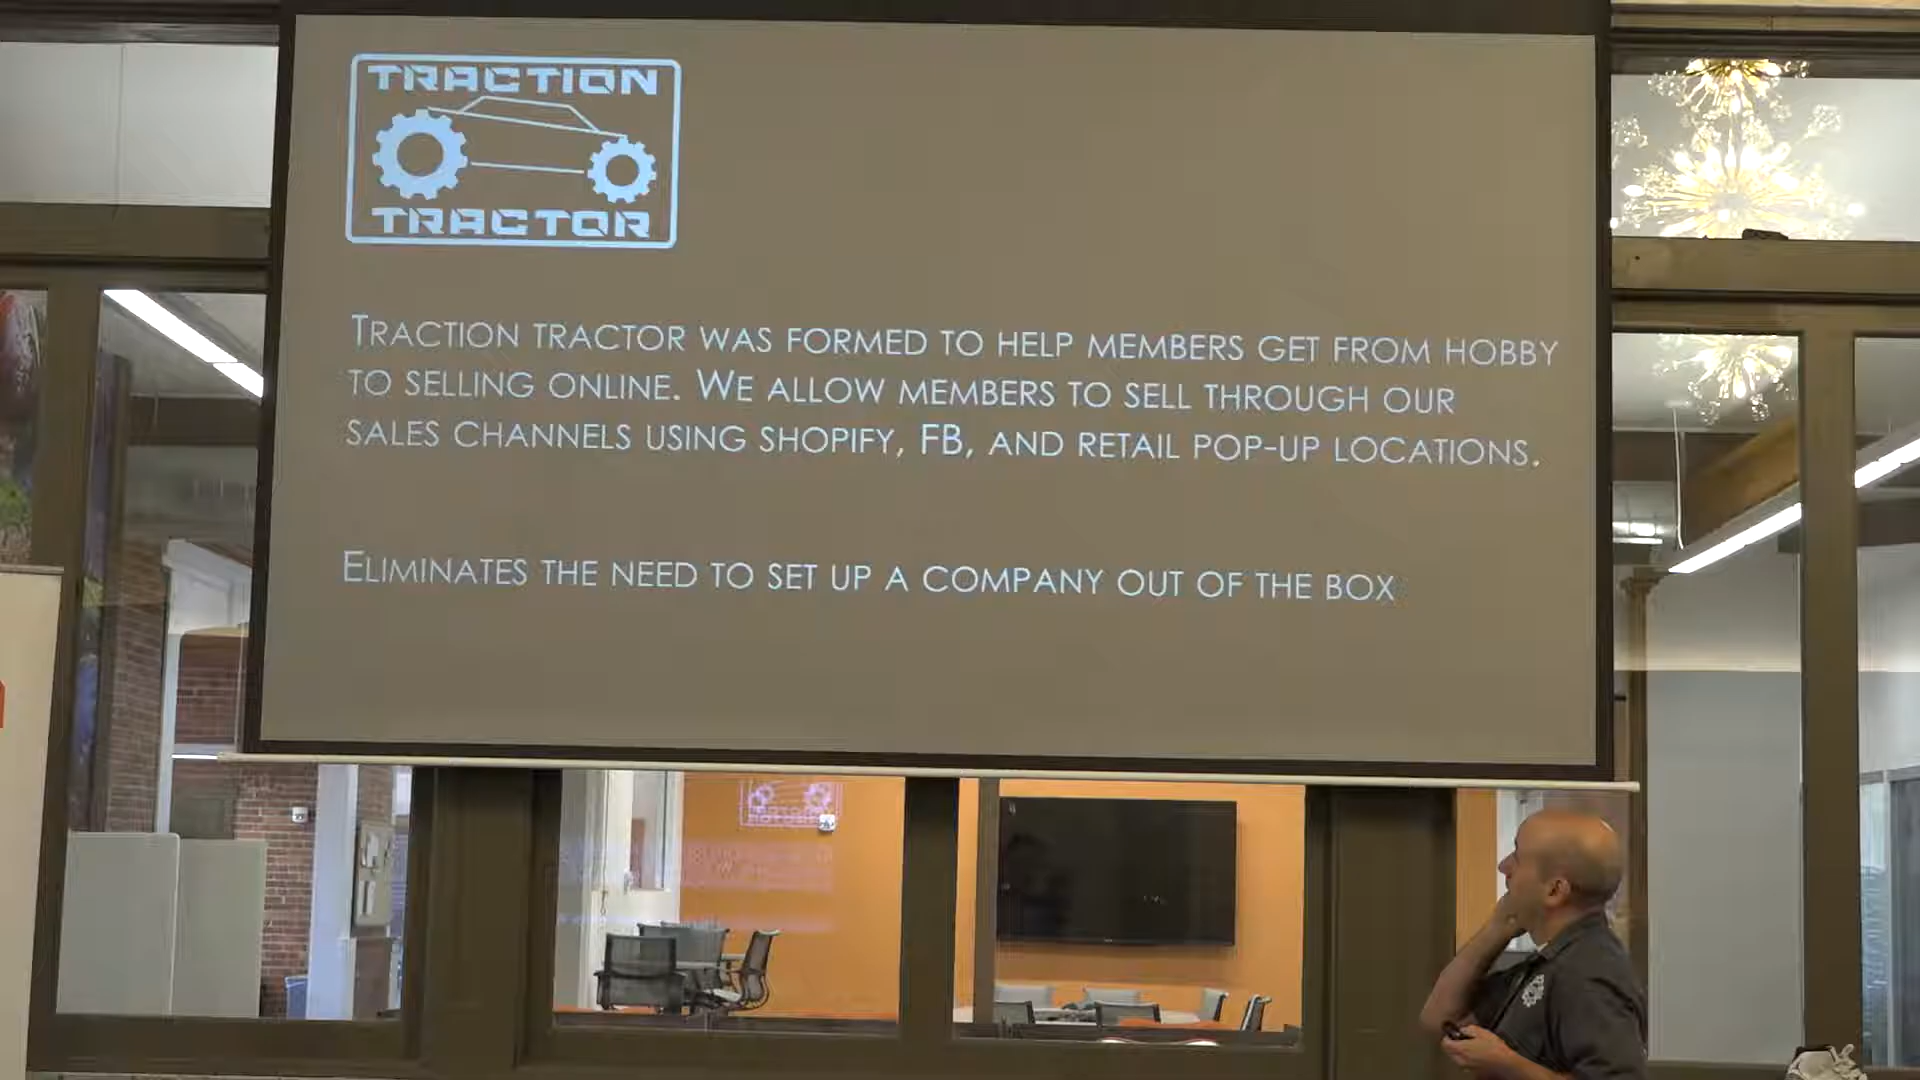 TRACTION
TRACTOR
TRACTION TRACTOR WAS FORMED TO HELP MEMBERS GET FROM HOBBY
TO SELLING ONLINE. WE ALLOW MEMBERS TO SELL THROUGH OUR
SALES CHANNELS USING SHOPIFY, FB, AND RETAIL POP-UP LOCATIONS.
ELIMINATES THE NEED TO SET UP A COMPANY OUT OF THE BOX